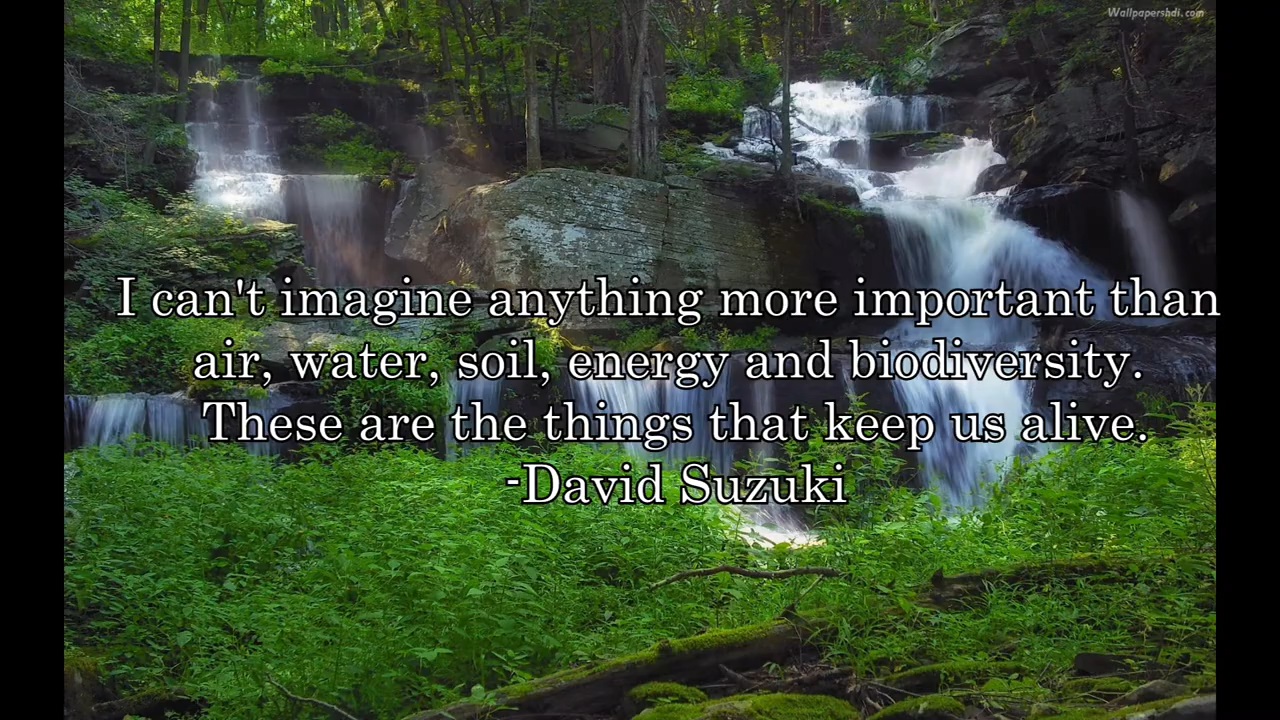 Wallpapershdi.com
I can't imagine anything more important than
air, water, soil, energy and biodiversity.
These are the things that keep us alive.
-David Suzuki